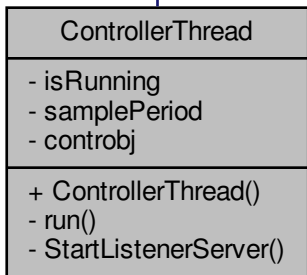 ControllerThread
- isRunning
- samplePeriod
- controbj
+ ControllerThread()
- run()
- StartListenerServer()